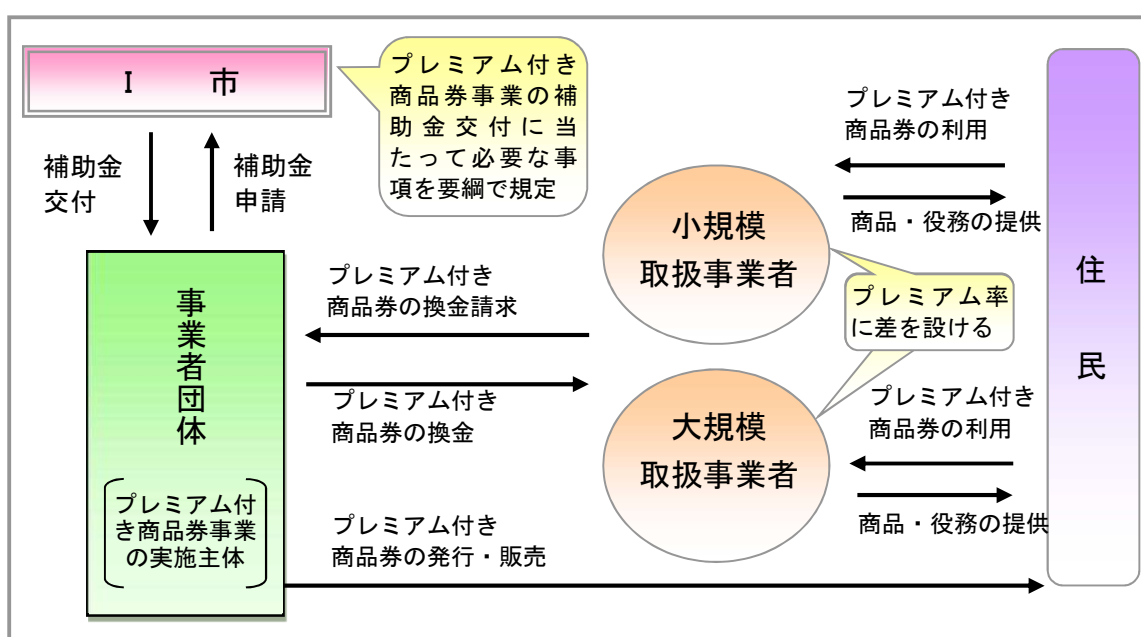 I 市
プレミアム付き
商品券事業の補
助金交付に当
たって必要な事
項を要綱で規定
補助金
交付
補助金
申請
事業者団体
プレミアム付
き商品券事業
の実施主体
プレミアム付き
商品券の換金請求
プレミアム付き
商品券の換金
プレミアム付き
商品券の発行・販売
小規模
取扱事業者
大規模
取扱事業者
プレミアム率
に差を設ける
プレミアム付き
商品券の利用
商品・役務の提供
プレミアム付き
商品券の利用
商品・役務の提供
住民